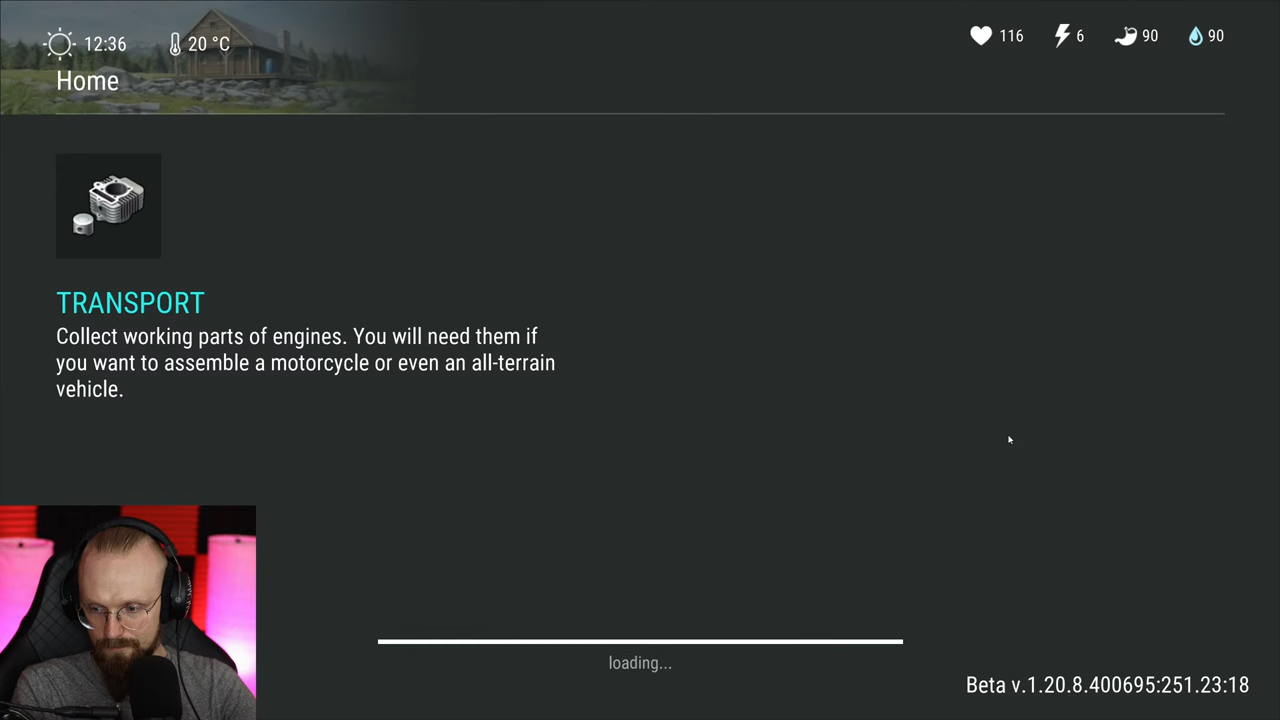 12:36 20 °C 116 6 90 90
Home
TRANSPORT
Collect working parts of engines. You will need them if
you want to assemble a motorcycle or even an all-terrain
vehicle.
loading...
Beta v.1.20.8.400695:251.23:18